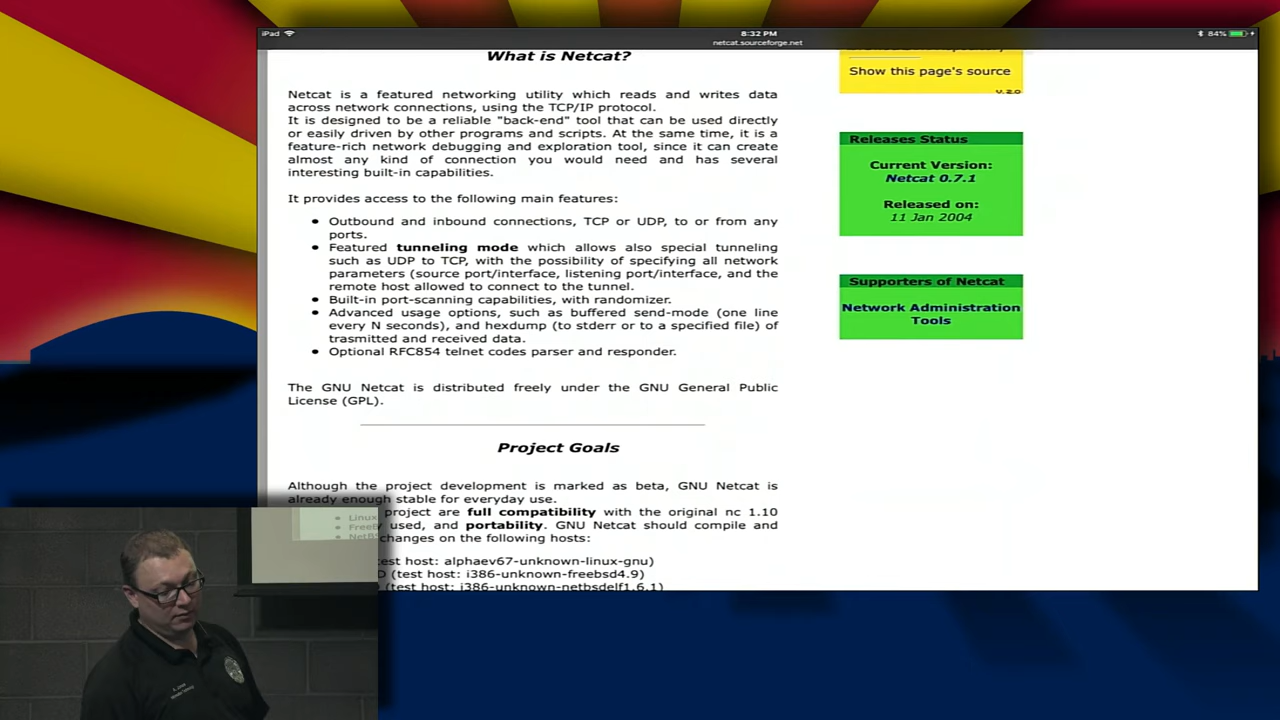 iPad
8:32 PM
84%
netcat.sourceforge.net
What is Netcat?
Netcat is a featured networking utility which reads and writes data
across network connections, using the TCP/IP protocol.
It is designed to be a reliable "back-end" tool that can be used directly
or easily driven by other programs and scripts. At the same time, it is a
feature-rich network debugging and exploration tool, since it can create
almost any kind of connection you would need and has several
interesting built-in capabilities.
It provides access to the following main features:
Outbound and inbound connections, TCP or UDP, to or from any
ports.
Featured tunneling mode which allows also special tunneling
such as UDP to TCP, with the possibility of specifying all network
parameters (source port/interface, listening port/interface, and the
remote host allowed to connect to the tunnel.
Built-in port-scanning capabilities, with randomizer.
Advanced usage options, such as buffered send-mode (one line
every N seconds), and hexdump (to stderr or to a specified file) of
trasmitted and received data.
Optional RFC854 telnet codes parser and responder.
The GNU Netcat is distributed freely under the GNU General Public
License (GPL).
Project Goals
Although the project development is marked as beta, GNU Netcat is
already enough stable for everyday use.
project are full compatibility with the original nc 1.10
used, and portability. GNU Netcat should compile and
changes on the following hosts:
test host: alphaev67-unknown-linux-gnu)
D (test host: i386-unknown-freebsd4.9)
(test host: i386-unknown-netbsdelf1.6.1)
Show this page's source
v. 2.0
Releases Status
Current Version:
Netcat 0.7.1
Released on:
11 Jan 2004
Supporters of Netcat
Network Administration
Tools
Linux
FreeB
NetBS